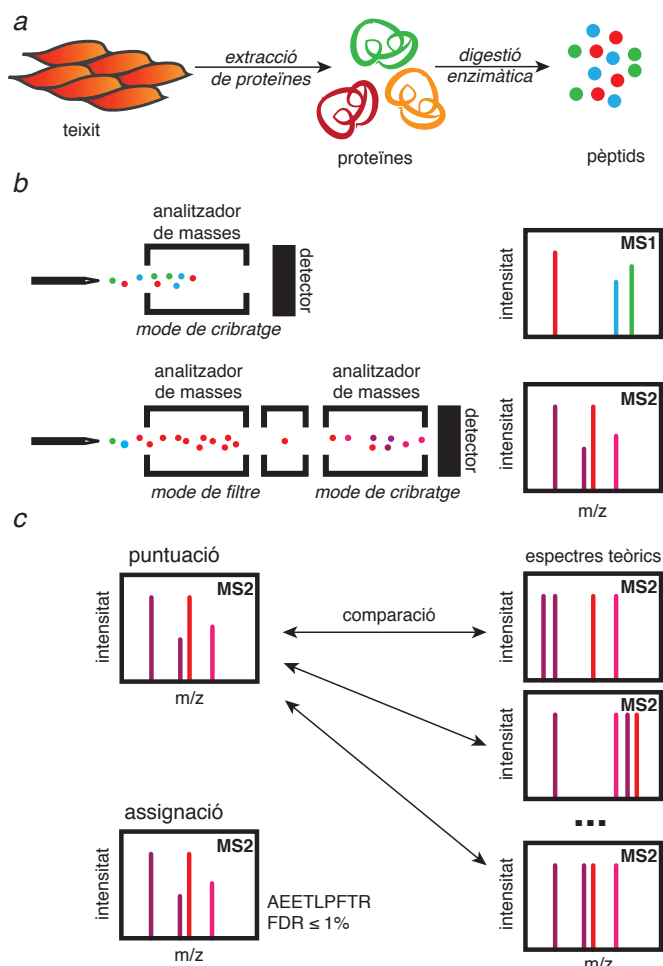 a
extracció
de proteïnes
digestió
enzimàtica
teixit
proteïnes
pèptids
b
analitzador
de masses
detector
mode de cribratge
intensitat
MS1
analitzador
de masses
analitzador
de masses
detector
mode de filtre
mode de cribratge
intensitat
MS2
m/z
c
puntuació
intensitat
MS2
m/z
comparació
espectres teòrics
intensitat
MS2
intensitat
MS2
...
assignació
intensitat
MS2
m/z
AEETLPFTR
FDR ≤ 1%
intensitat
MS2
m/z